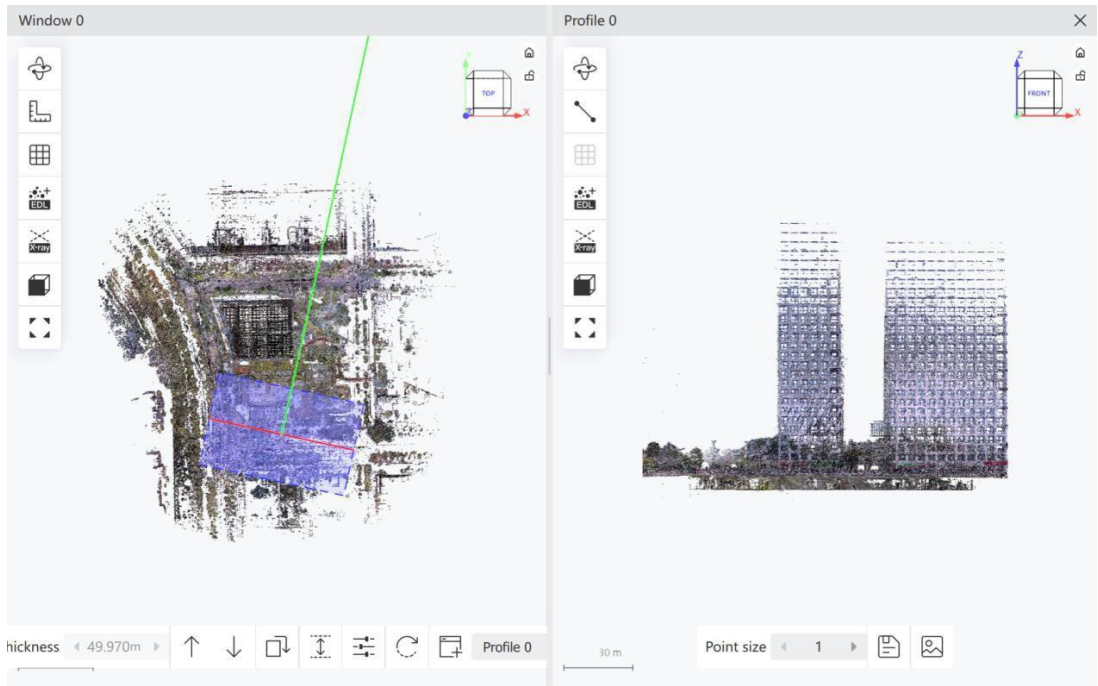 Window 0
Profile 0
Y
TOP
Z
X
Z
FRONT
X
EDL
X-ray
EDL
X-ray
hickness
49.970m
Profile 0
30 m
Point size
1